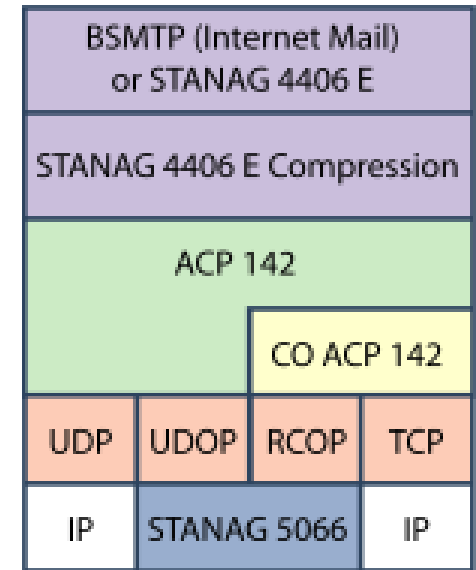 BSMTP (Internet Mail)
or STANAG 4406 E
STANAG 4406 E Compression
ACP 142
CO ACP 142
UDP
UDOP
RCOP
TCP
IP
STANAG 5066
IP